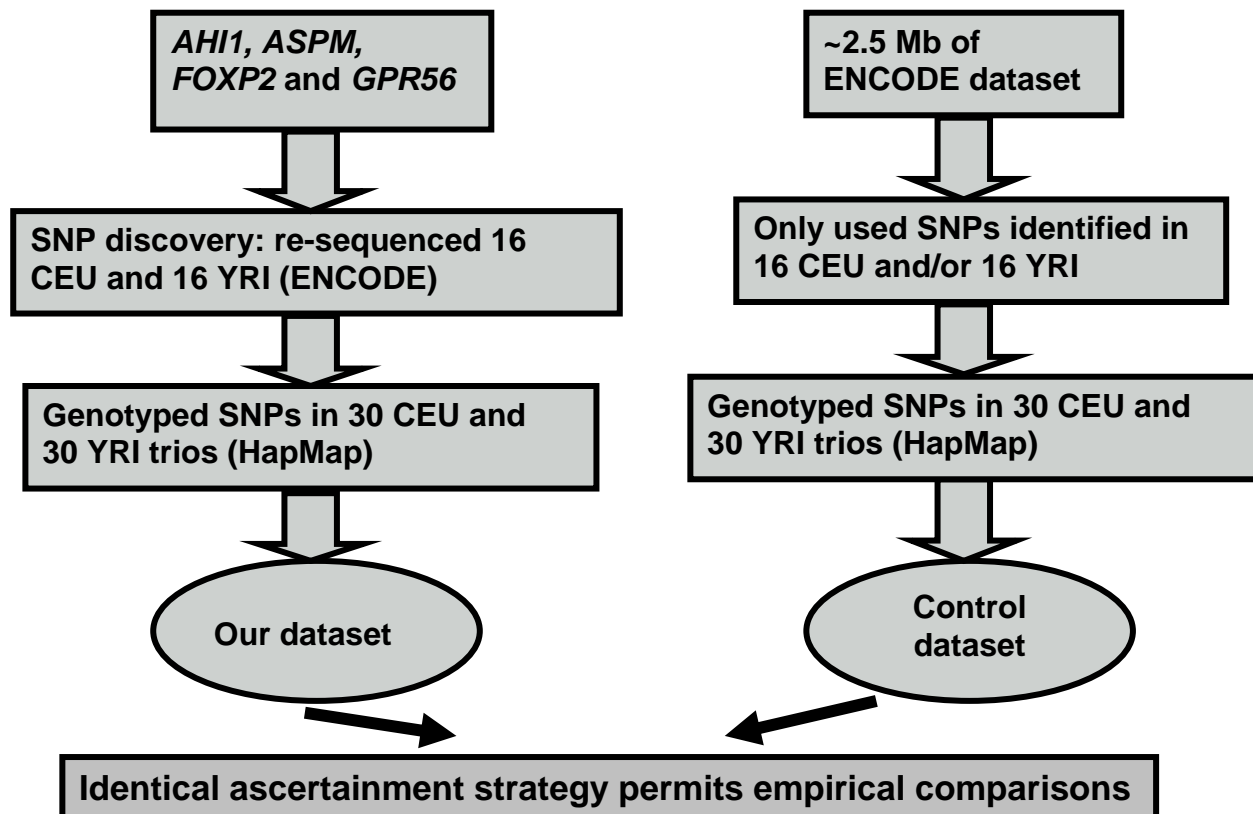 AHI1, ASPM,
FOXP2 and GPR56
SNP discovery: re-sequenced 16
CEU and 16 YRI (ENCODE)
Genotyped SNPs in 30 CEU and
30 YRI trios (HapMap)
Our dataset
~2.5 Mb of
ENCODE dataset
Only used SNPs identified in
16 CEU and/or 16 YRI
Genotyped SNPs in 30 CEU and
30 YRI trios (HapMap)
Control
dataset
Identical ascertainment strategy permits empirical comparisons